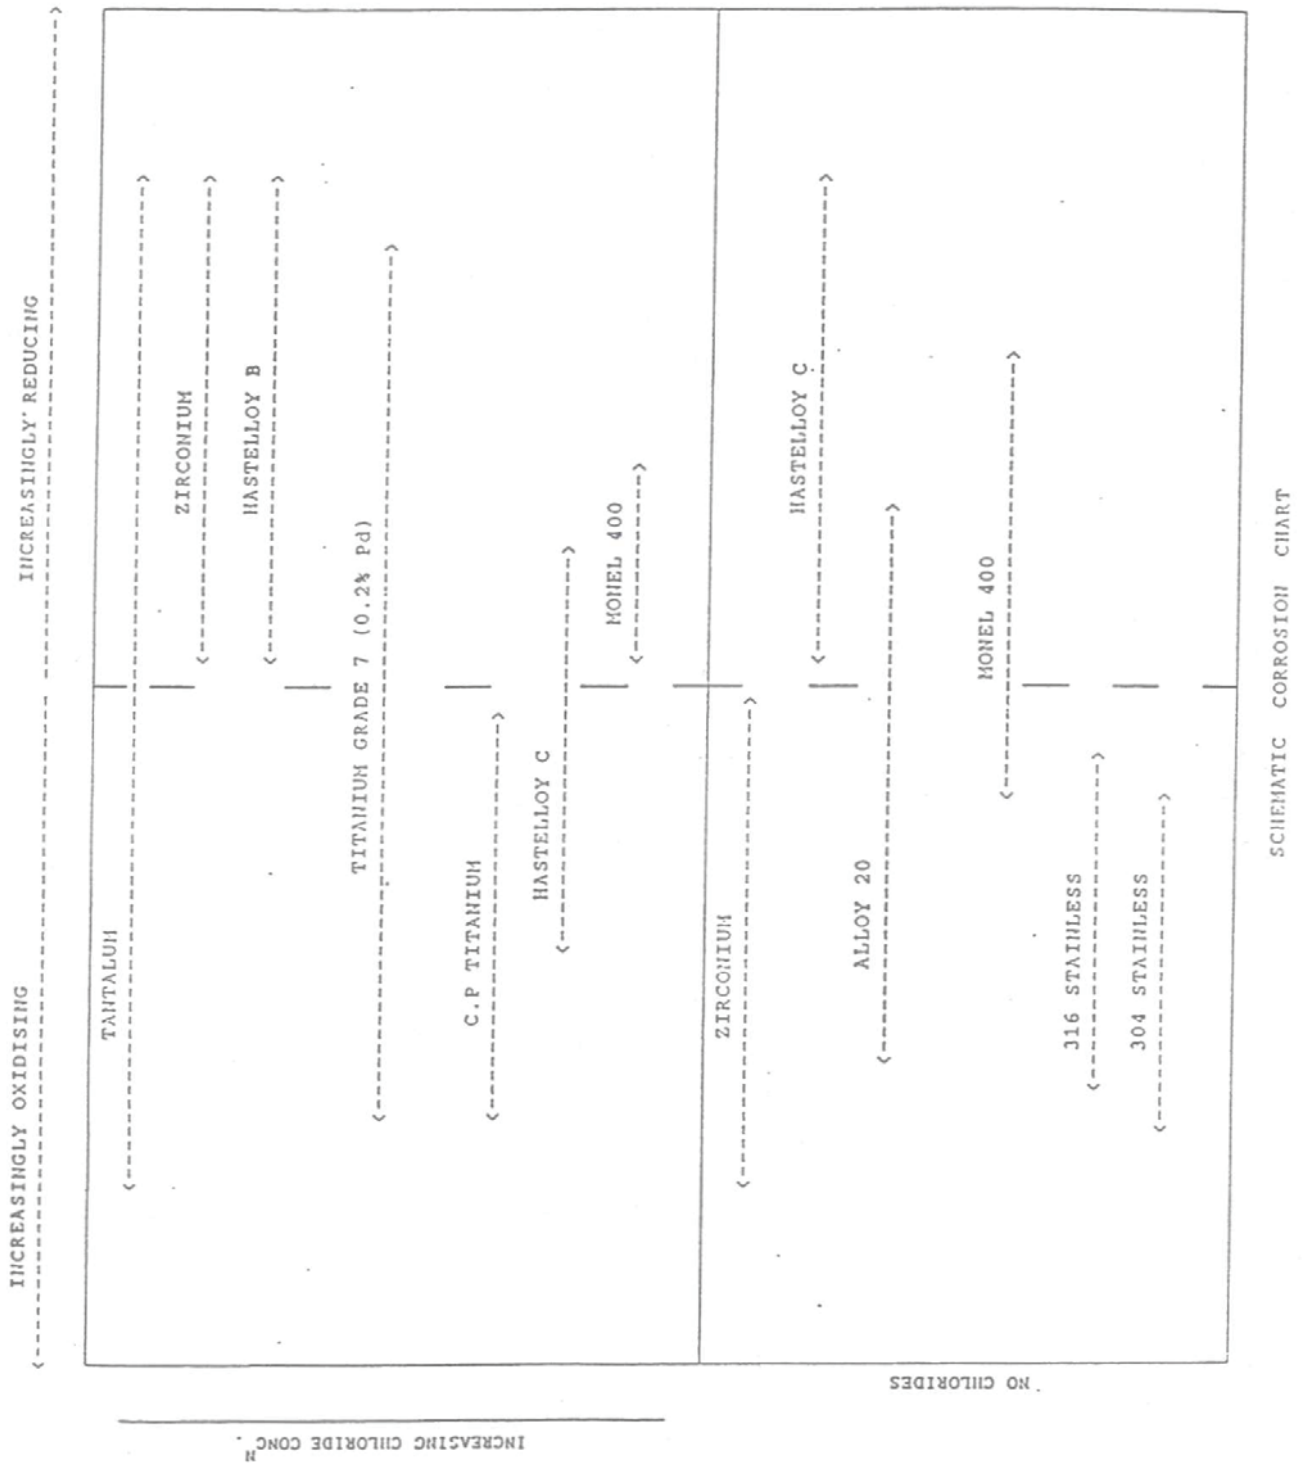 INCREASINGLY OXIDISING
INCREASINGLY REDUCING
TANTALUM
ZIRCONIUM
HASTELLOY B
TITANIUM GRADE 7 (0.2% Pd)
C.P TITANIUM
HASTELLOY C
MONEL 400
ZIRCONIUM
HASTELLOY C
ALLOY 20
MONEL 400
316 STAINLESS
304 STAINLESS
INCREASING CHLORIDE CONC.N
NO CHLORIDES
SCHEMATIC CORROSION CHART